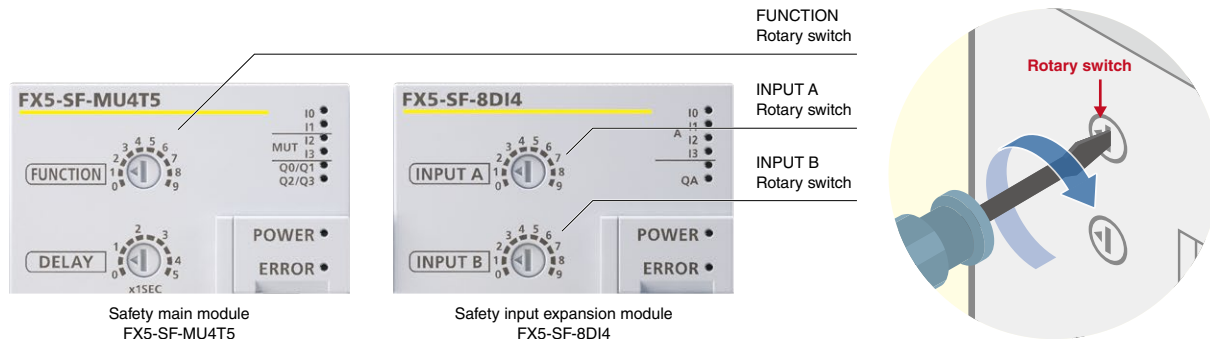 FUNCTION
Rotary switch
INPUT A
Rotary switch
INPUT B
Rotary switch
FX5-SF-MU4T5
I0
I1
MUT I2
I3
Q0/Q1
Q2/Q3
FUNCTION
0 1 2 3 4 5 6 7 8 9
DELAY
0 1 2 3 4 5
x1SEC
POWER
ERROR
Safety main module
FX5-SF-MU4T5
FX5-SF-8DI4
I0
I1
A I2
I3
QA
INPUT A
0 1 2 3 4 5 6 7 8 9
INPUT B
0 1 2 3 4 5 6 7 8 9
POWER
ERROR
Safety input expansion module
FX5-SF-8DI4
Rotary switch